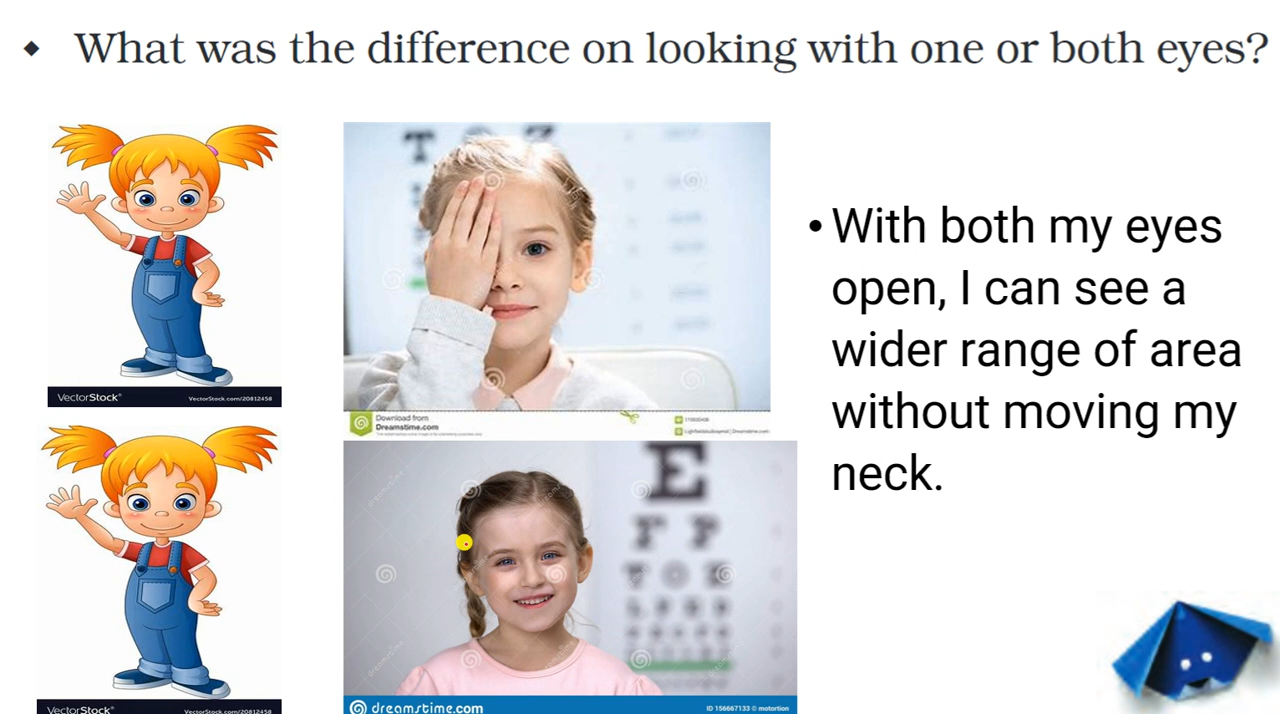 ◆ What was the difference on looking with one or both eyes?
VectorStock®
VectorStock.com/20812458
T O Z
Download from
Dreamstime.com
• With both my eyes
open, I can see a
wider range of area
without moving my
neck.
E
F P
VectorStock®
VectorStock.com/20812458
dreamstime.com
ID 156667133 © motortion